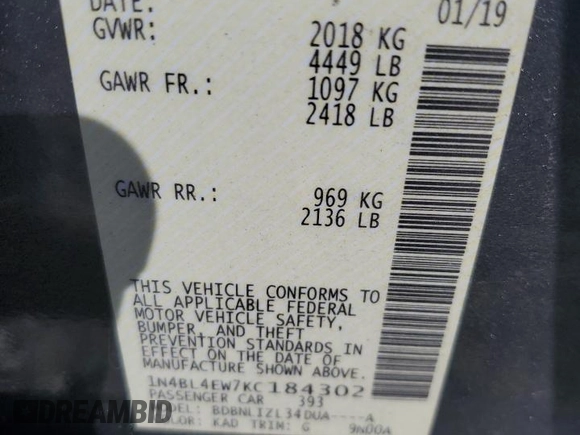 DATE: 01/19
GVWR: 2018 KG
4449 LB
GAWR FR.: 1097 KG
2418 LB
GAWR RR.: 969 KG
2136 LB
THIS VEHICLE CONFORMS TO
ALL APPLICABLE FEDERAL
MOTOR VEHICLE SAFETY,
BUMPER, AND THEFT
PREVENTION STANDARDS IN
EFFECT ON THE DATE OF
MANUFACTURE SHOWN ABOVE.
1N4BL4EW7KC184302
PASSENGER CAR 393
MODEL: BDBNLIZL34DUA----A
COLOR: KAD TRIM: G 9m00A
DREAMBID